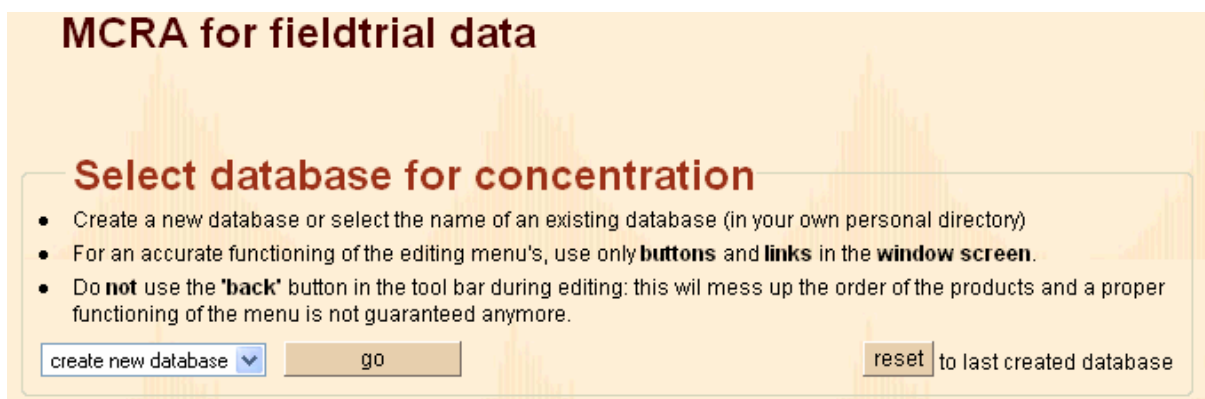 MCRA for fieldtrial data
Select database for concentration
• Create a new database or select the name of an existing database (in your own personal directory)
• For an accurate functioning of the editing menu's, use only buttons and links in the window screen.
• Do not use the 'back' button in the tool bar during editing: this wil mess up the order of the products and a proper
functioning of the menu is not guaranteed anymore.
create new database go reset to last created database